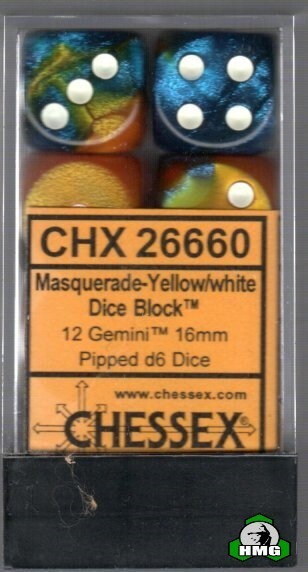 CHX 26660
Masquerade-Yellow/white
Dice Block™
12 Gemini™ 16mm
Pipped d6 Dice
www.chessex.com
CHESSEX®
HMG